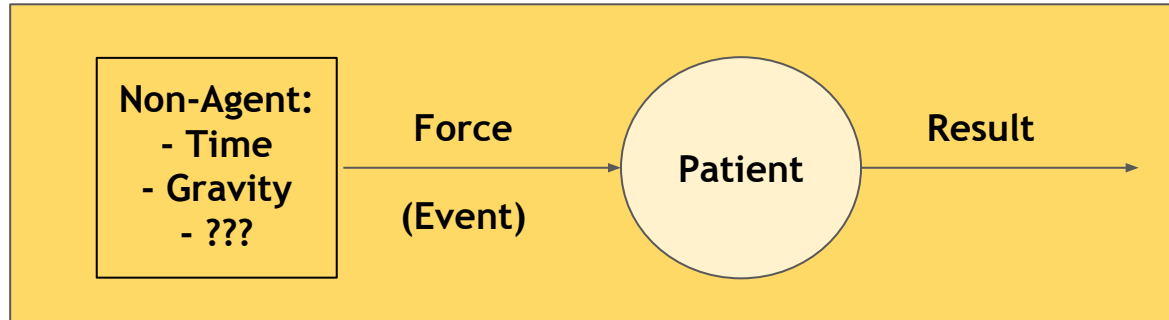 Non-Agent:
- Time
- Gravity
- ???
Force
(Event)
Patient
Result